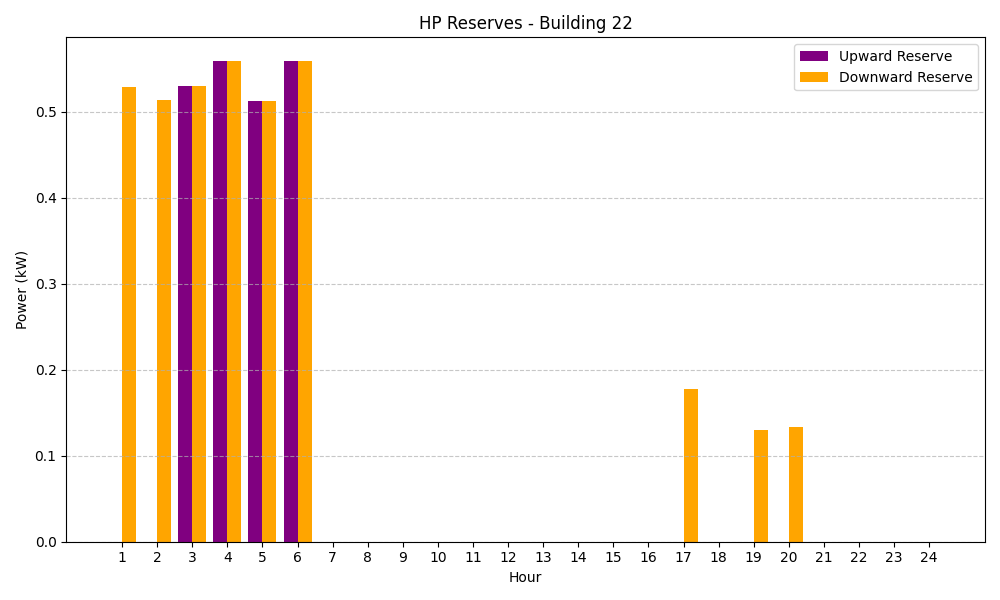 HP Reserves - Building 22
Upward Reserve
Downward Reserve
Power (kW)
0.5
0.4
0.3
0.2
0.1
0.0
1 2 3 4 5 6 7 8 9 10 11 12 13 14 15 16 17 18 19 20 21 22 23 24
Hour